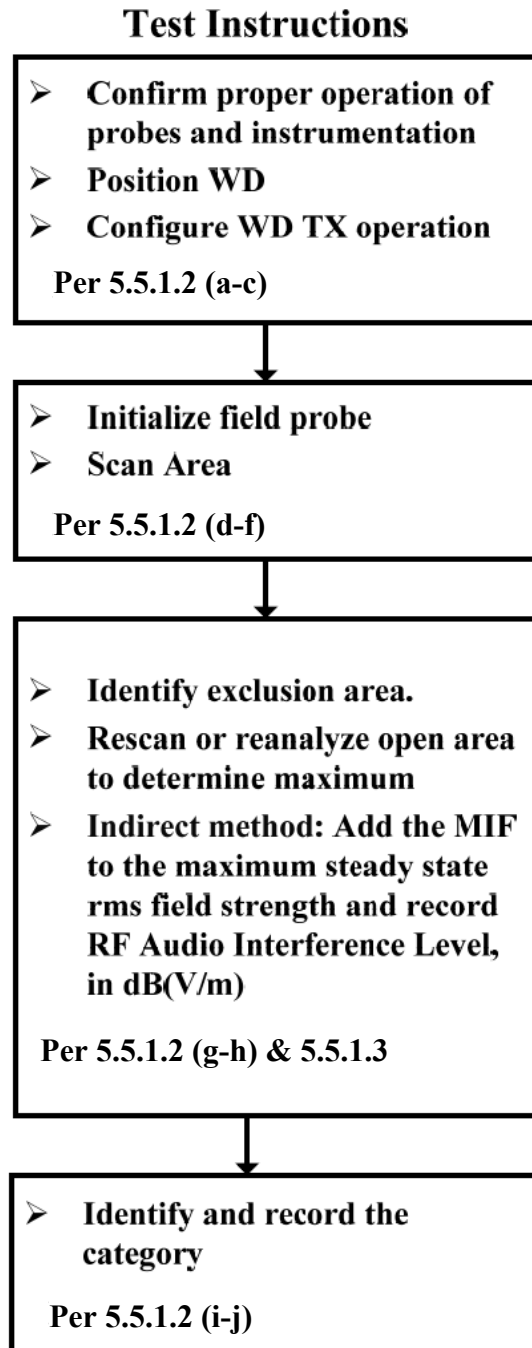 Test Instructions
➢ Confirm proper operation of
probes and instrumentation
➢ Position WD
➢ Configure WD TX operation
Per 5.5.1.2 (a-c)
➢ Initialize field probe
➢ Scan Area
Per 5.5.1.2 (d-f)
➢ Identify exclusion area.
➢ Rescan or reanalyze open area
to determine maximum
➢ Indirect method: Add the MIF
to the maximum steady state
rms field strength and record
RF Audio Interference Level,
in dB(V/m)
Per 5.5.1.2 (g-h) & 5.5.1.3
➢ Identify and record the
category
Per 5.5.1.2 (i-j)